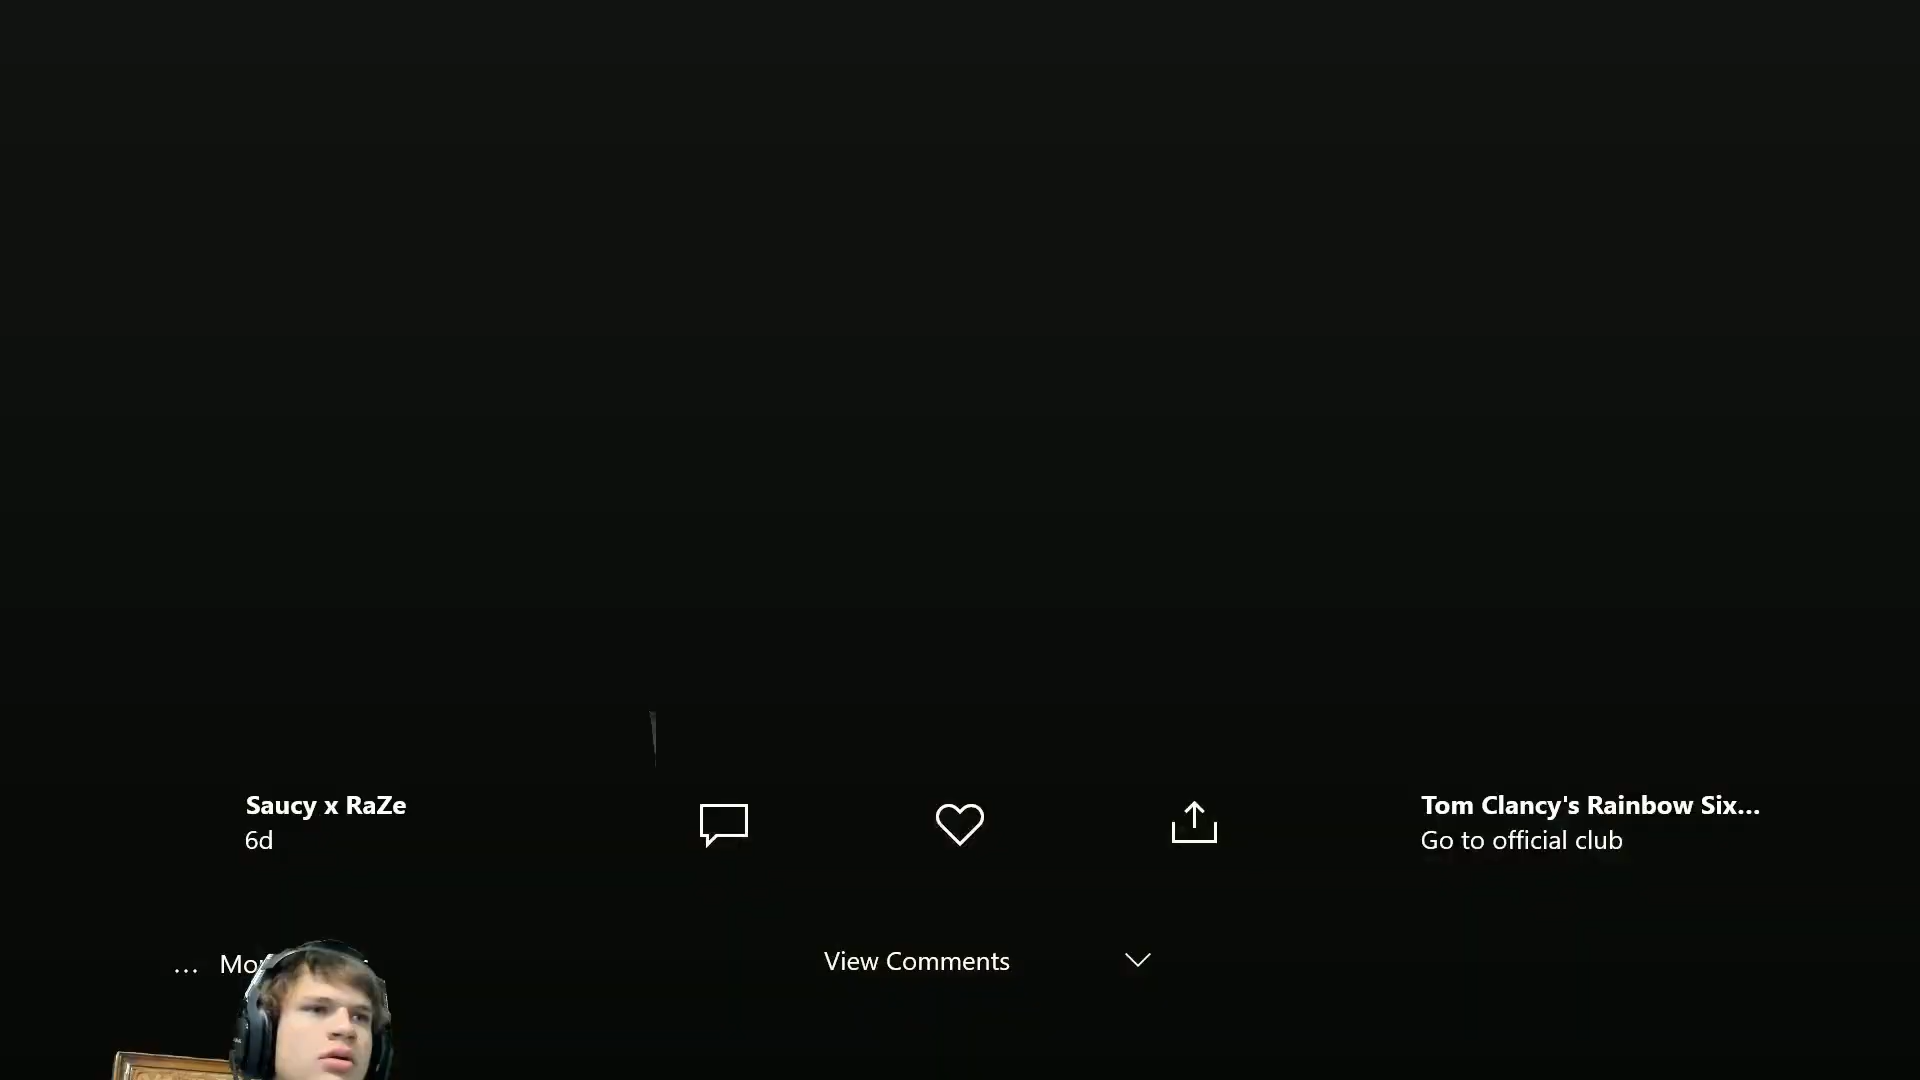 Saucy x RaZe
6d
Tom Clancy's Rainbow Six...
Go to official club
...
View Comments